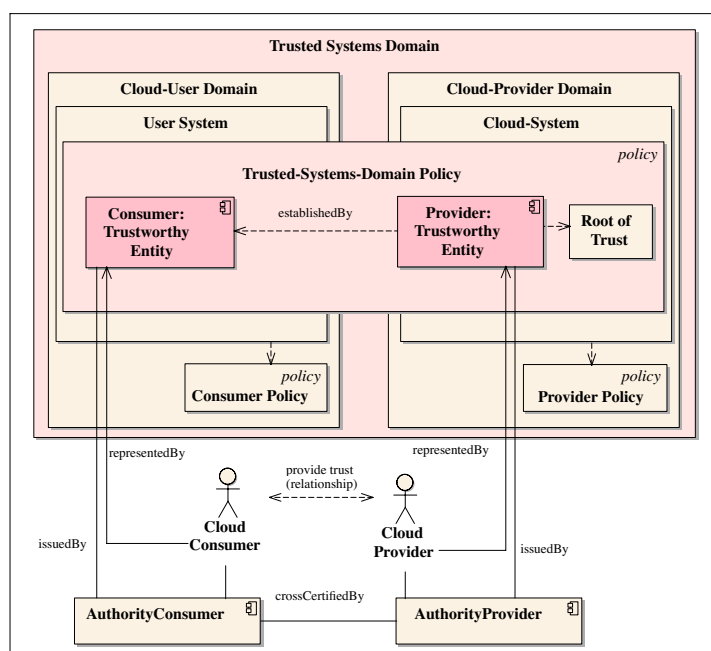 Trusted Systems Domain
Cloud-User Domain
Cloud-Provider Domain
User System
Cloud-System
policy
Trusted-Systems-Domain Policy
Consumer:
Trustworthy
Entity
establishedBy
Provider:
Trustworthy
Entity
Root of
Trust
policy
Consumer Policy
policy
Provider Policy
representedBy
representedBy
provide trust
(relationship)
Cloud
Consumer
Cloud
Provider
issuedBy
issuedBy
crossCertifiedBy
AuthorityConsumer
AuthorityProvider